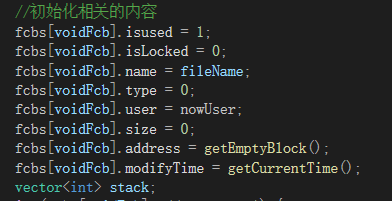 //初始化相关的内容
fcbs[voidFcb].isused = 1;
fcbs[voidFcb].isLocked = 0;
fcbs[voidFcb].name = fileName;
fcbs[voidFcb].type = 0;
fcbs[voidFcb].user = nowUser;
fcbs[voidFcb].size = 0;
fcbs[voidFcb].address = getEmptyBlock();
fcbs[voidFcb].modifyTime = getCurrentTime();
vector<int> stack;